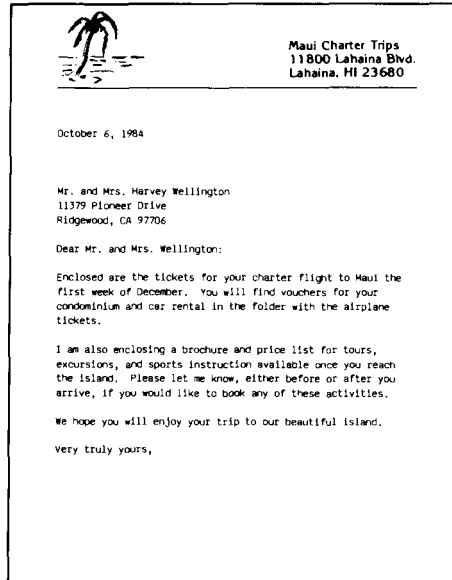 Maui Charter Trips
11800 Lahaina Blvd.
Lahaina, HI 23680
October 6, 1984
Mr. and Mrs. Harvey Wellington
11379 Pioneer Drive
Ridgewood, CA 97706
Dear Mr. and Mrs. Wellington:
Enclosed are the tickets for your charter flight to Maui the
first week of December. You will find vouchers for your
condominium and car rental in the folder with the airplane
tickets.
I am also enclosing a brochure and price list for tours,
excursions, and sports instruction available once you reach
the island. Please let me know, either before or after you
arrive, if you would like to book any of these activities.
We hope you will enjoy your trip to our beautiful island.
Very truly yours,